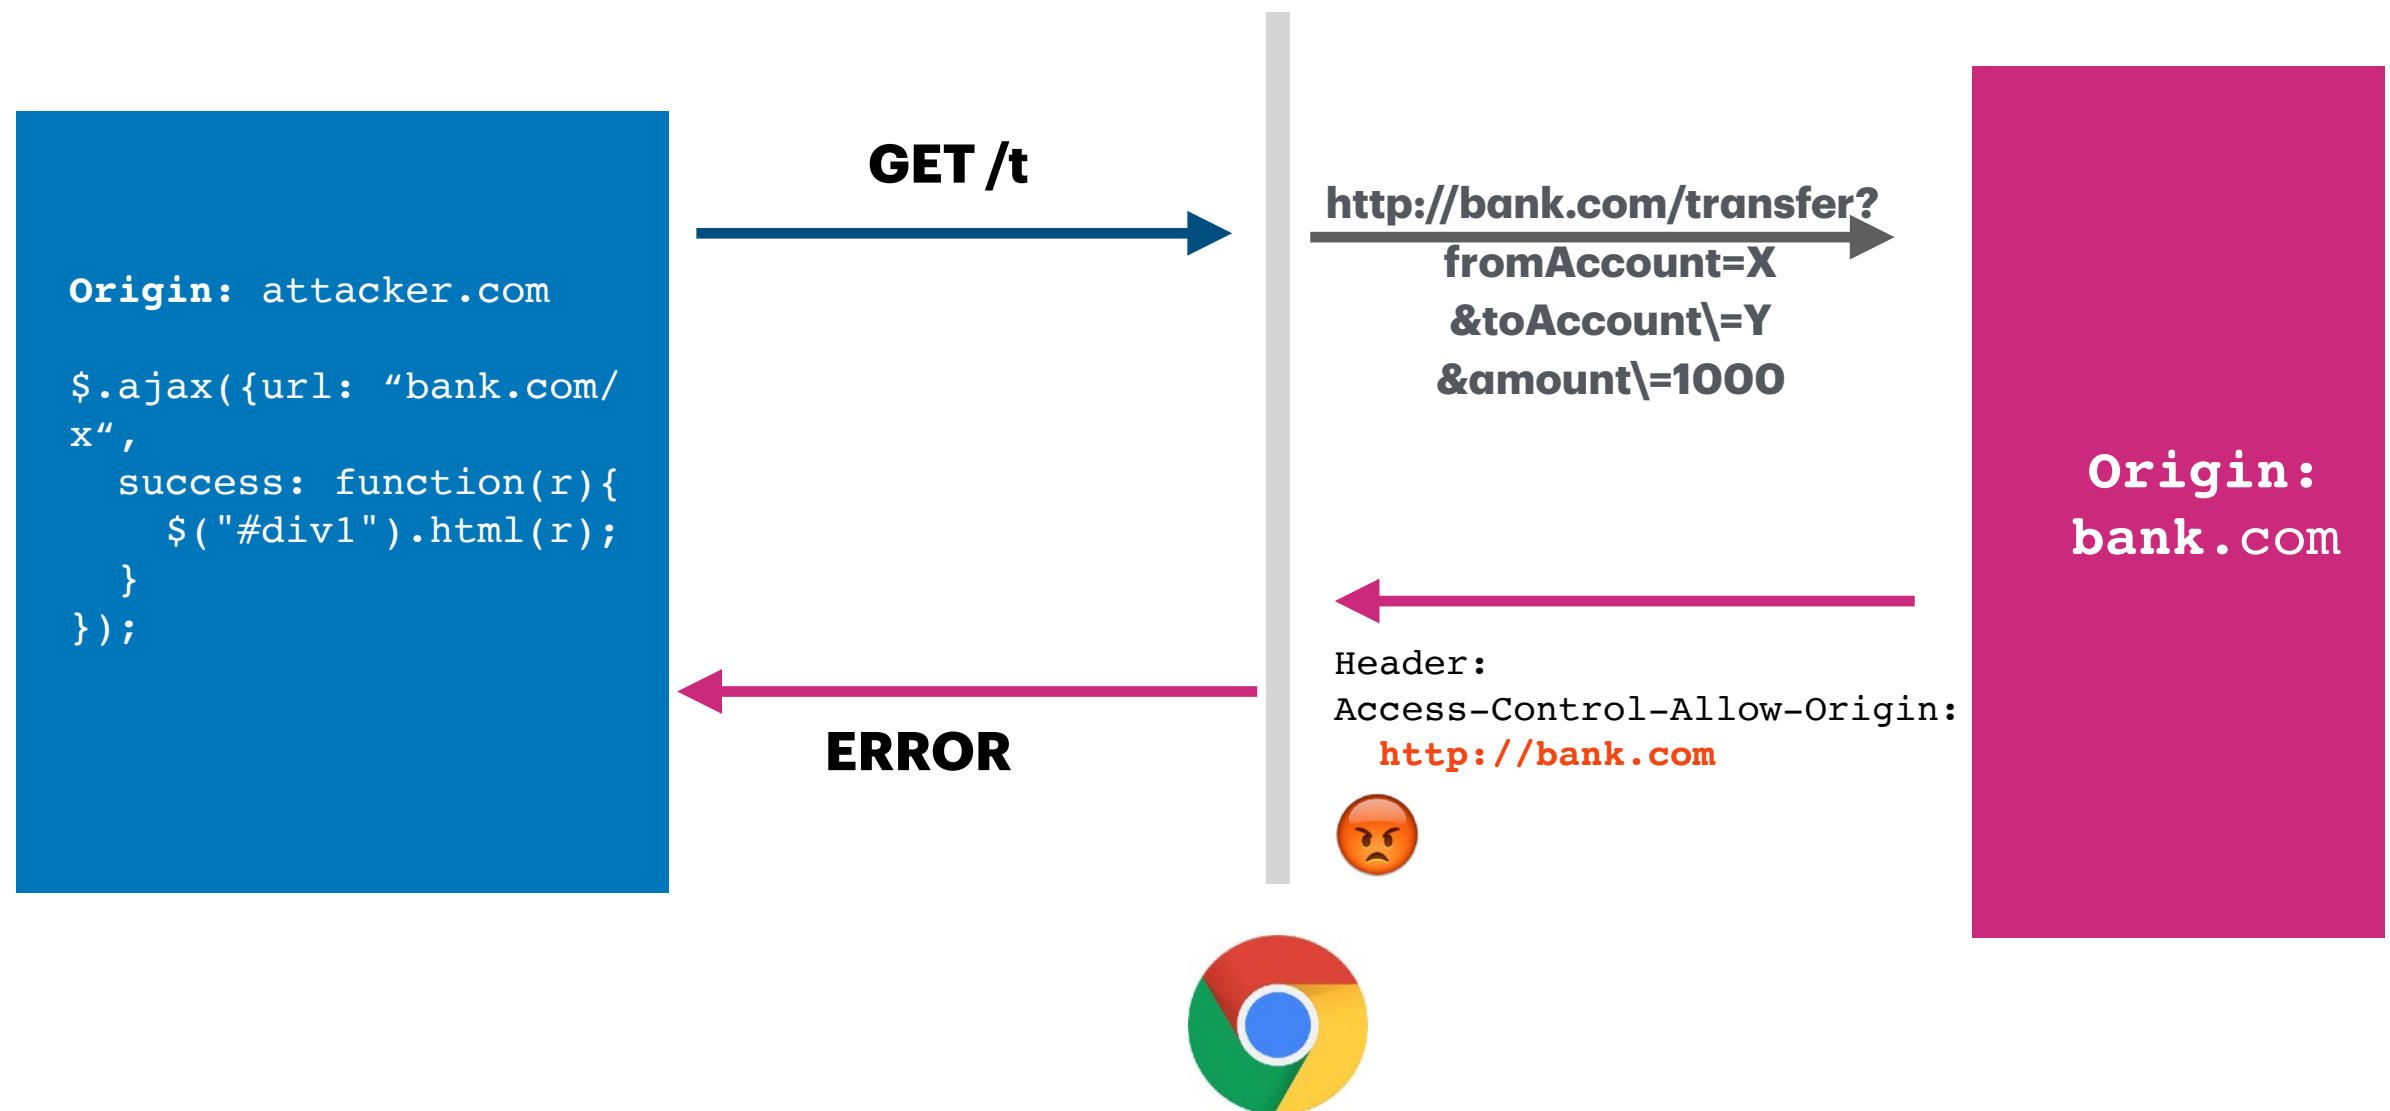 Origin: attacker.com
$.ajax({url: “bank.com/
x“,
success: function(r){
$("#div1").html(r);
}
});
GET /t
http://bank.com/transfer?
fromAccount=X
&toAccount\=Y
&amount\=1000
Origin:
bank.com
Header:
Access-Control-Allow-Origin:
http://bank.com
ERROR